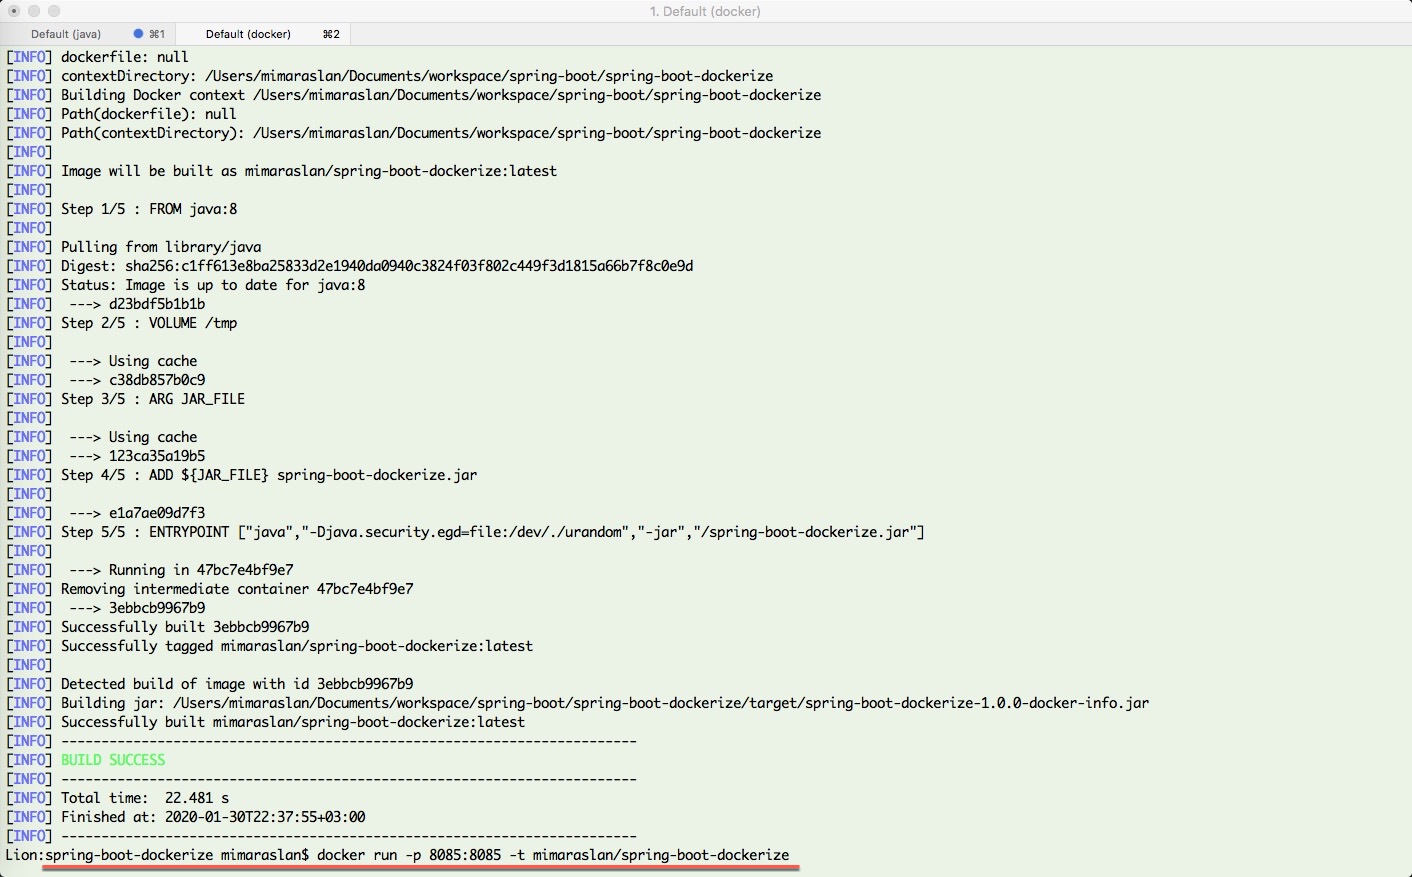 1. Default (docker)
Default (java) ⌘1 Default (docker) ⌘2
[INFO] dockerfile: null
[INFO] contextDirectory: /Users/mimaraslan/Documents/workspace/spring-boot/spring-boot-dockerize
[INFO] Building Docker context /Users/mimaraslan/Documents/workspace/spring-boot/spring-boot-dockerize
[INFO] Path(dockerfile): null
[INFO] Path(contextDirectory): /Users/mimaraslan/Documents/workspace/spring-boot/spring-boot-dockerize
[INFO]
[INFO] Image will be built as mimaraslan/spring-boot-dockerize:latest
[INFO]
[INFO] Step 1/5 : FROM java:8
[INFO]
[INFO] Pulling from library/java
[INFO] Digest: sha256:c1ff613e8ba25833d2e1940da0940c3824f03f802c449f3d1815a66b7f8c0e9d
[INFO] Status: Image is up to date for java:8
[INFO]  ---> d23bdf5b1b1b
[INFO] Step 2/5 : VOLUME /tmp
[INFO]
[INFO]  ---> Using cache
[INFO]  ---> c38db857b0c9
[INFO] Step 3/5 : ARG JAR_FILE
[INFO]
[INFO]  ---> Using cache
[INFO]  ---> 123ca35a19b5
[INFO] Step 4/5 : ADD ${JAR_FILE} spring-boot-dockerize.jar
[INFO]
[INFO]  ---> e1a7ae09d7f3
[INFO] Step 5/5 : ENTRYPOINT ["java","-Djava.security.egd=file:/dev/./urandom","-jar","/spring-boot-dockerize.jar"]
[INFO]
[INFO]  ---> Running in 47bc7e4bf9e7
[INFO] Removing intermediate container 47bc7e4bf9e7
[INFO]  ---> 3ebbcb9967b9
[INFO] Successfully built 3ebbcb9967b9
[INFO] Successfully tagged mimaraslan/spring-boot-dockerize:latest
[INFO]
[INFO] Detected build of image with id 3ebbcb9967b9
[INFO] Building jar: /Users/mimaraslan/Documents/workspace/spring-boot/spring-boot-dockerize/target/spring-boot-dockerize-1.0.0-docker-info.jar
[INFO] Successfully built mimaraslan/spring-boot-dockerize:latest
[INFO] ------------------------------------------------------------------------
[INFO] BUILD SUCCESS
[INFO] ------------------------------------------------------------------------
[INFO] Total time:  22.481 s
[INFO] Finished at: 2020-01-30T22:37:55+03:00
[INFO] ------------------------------------------------------------------------
Lion:spring-boot-dockerize mimaraslan$ docker run -p 8085:8085 -t mimaraslan/spring-boot-dockerize